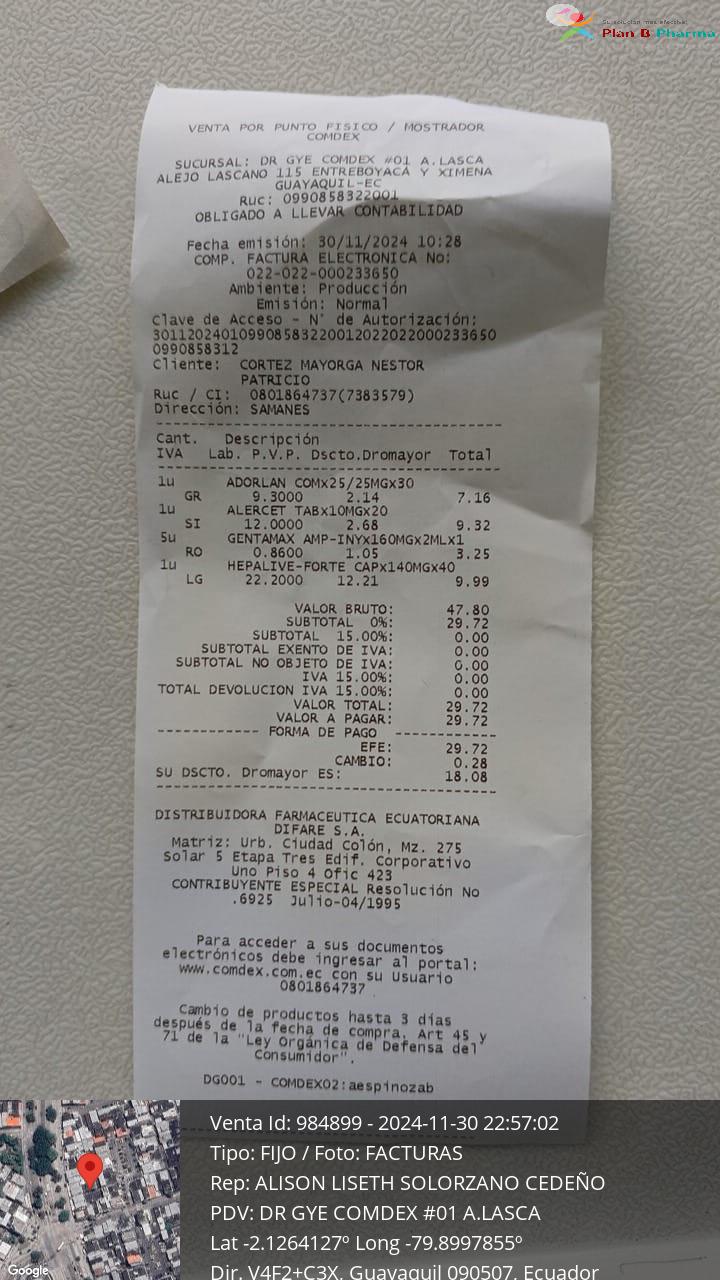 Su solución más efectiva
Plan B Pharma
VENTA POR PUNTO FISICO / MOSTRADOR
COMDEX
SUCURSAL: DR GYE COMDEX #01 A.LASCA
ALEJO LASCANO 115 ENTREBOYACÁ Y XIMENA
GUAYAQUIL-EC
Ruc: 0990858322001
OBLIGADO A LLEVAR CONTABILIDAD
Fecha emisión: 30/11/2024 10:28
COMP. FACTURA ELECTRONICA No:
022-022-000233650
Ambiente: Producción
Emisión: Normal
Clave de Acceso - N° de Autorización:
301120240109908583220012022022000233650
0990858312
Cliente: CORTEZ MAYORGA NESTOR
PATRICIO
Ruc / CI: 0801864737(7383579)
Dirección: SAMANES
Cant. Descripción
IVA Lab. P.V.P. Dscto.Dromayor Total
1u ADORLAN COMx25/25MGx30
GR 9.3000 2.14 7.16
1u ALERCET TABx10MGx20
SI 12.0000 2.68 9.32
5u GENTAMAX AMP-INYx160MGx2MLx1
RO 0.8600 1.05 3.25
1u HEPALIVE-FORTE CAPx140MGx40
LG 22.2000 12.21 9.99
VALOR BRUTO: 47.80
SUBTOTAL 0%: 29.72
SUBTOTAL 15.00%: 0.00
SUBTOTAL EXENTO DE IVA: 0.00
SUBTOTAL NO OBJETO DE IVA: 0.00
IVA 15.00%: 0.00
TOTAL DEVOLUCION IVA 15.00%: 0.00
VALOR TOTAL: 29.72
VALOR A PAGAR: 29.72
------------ FORMA DE PAGO ------------
EFE: 29.72
CAMBIO: 0.28
SU DSCTO. Dromayor ES: 18.08
DISTRIBUIDORA FARMACEUTICA ECUATORIANA
DIFARE S.A.
Matriz: Urb. Ciudad Colón, Mz. 275
Solar 5 Etapa Tres Edif. Corporativo
Uno Piso 4 Ofic 423
CONTRIBUYENTE ESPECIAL Resolución No
.6925 Julio-04/1995
Para acceder a sus documentos
electrónicos debe ingresar al portal:
www.comdex.com.ec con su Usuario
0801864737
Cambio de productos hasta 3 días
después de la fecha de compra. Art 45 y
71 de la "Ley Orgánica de Defensa del
Consumidor".
DG001 - COMDEX02:aespinozab
Venta Id: 984899 - 2024-11-30 22:57:02
Tipo: FIJO / Foto: FACTURAS
Rep: ALISON LISETH SOLORZANO CEDEÑO
PDV: DR GYE COMDEX #01 A.LASCA
Lat -2.1264127º Long -79.8997855º
Dir. V4F2+C3X, Guayaquil 090507, Ecuador
Google